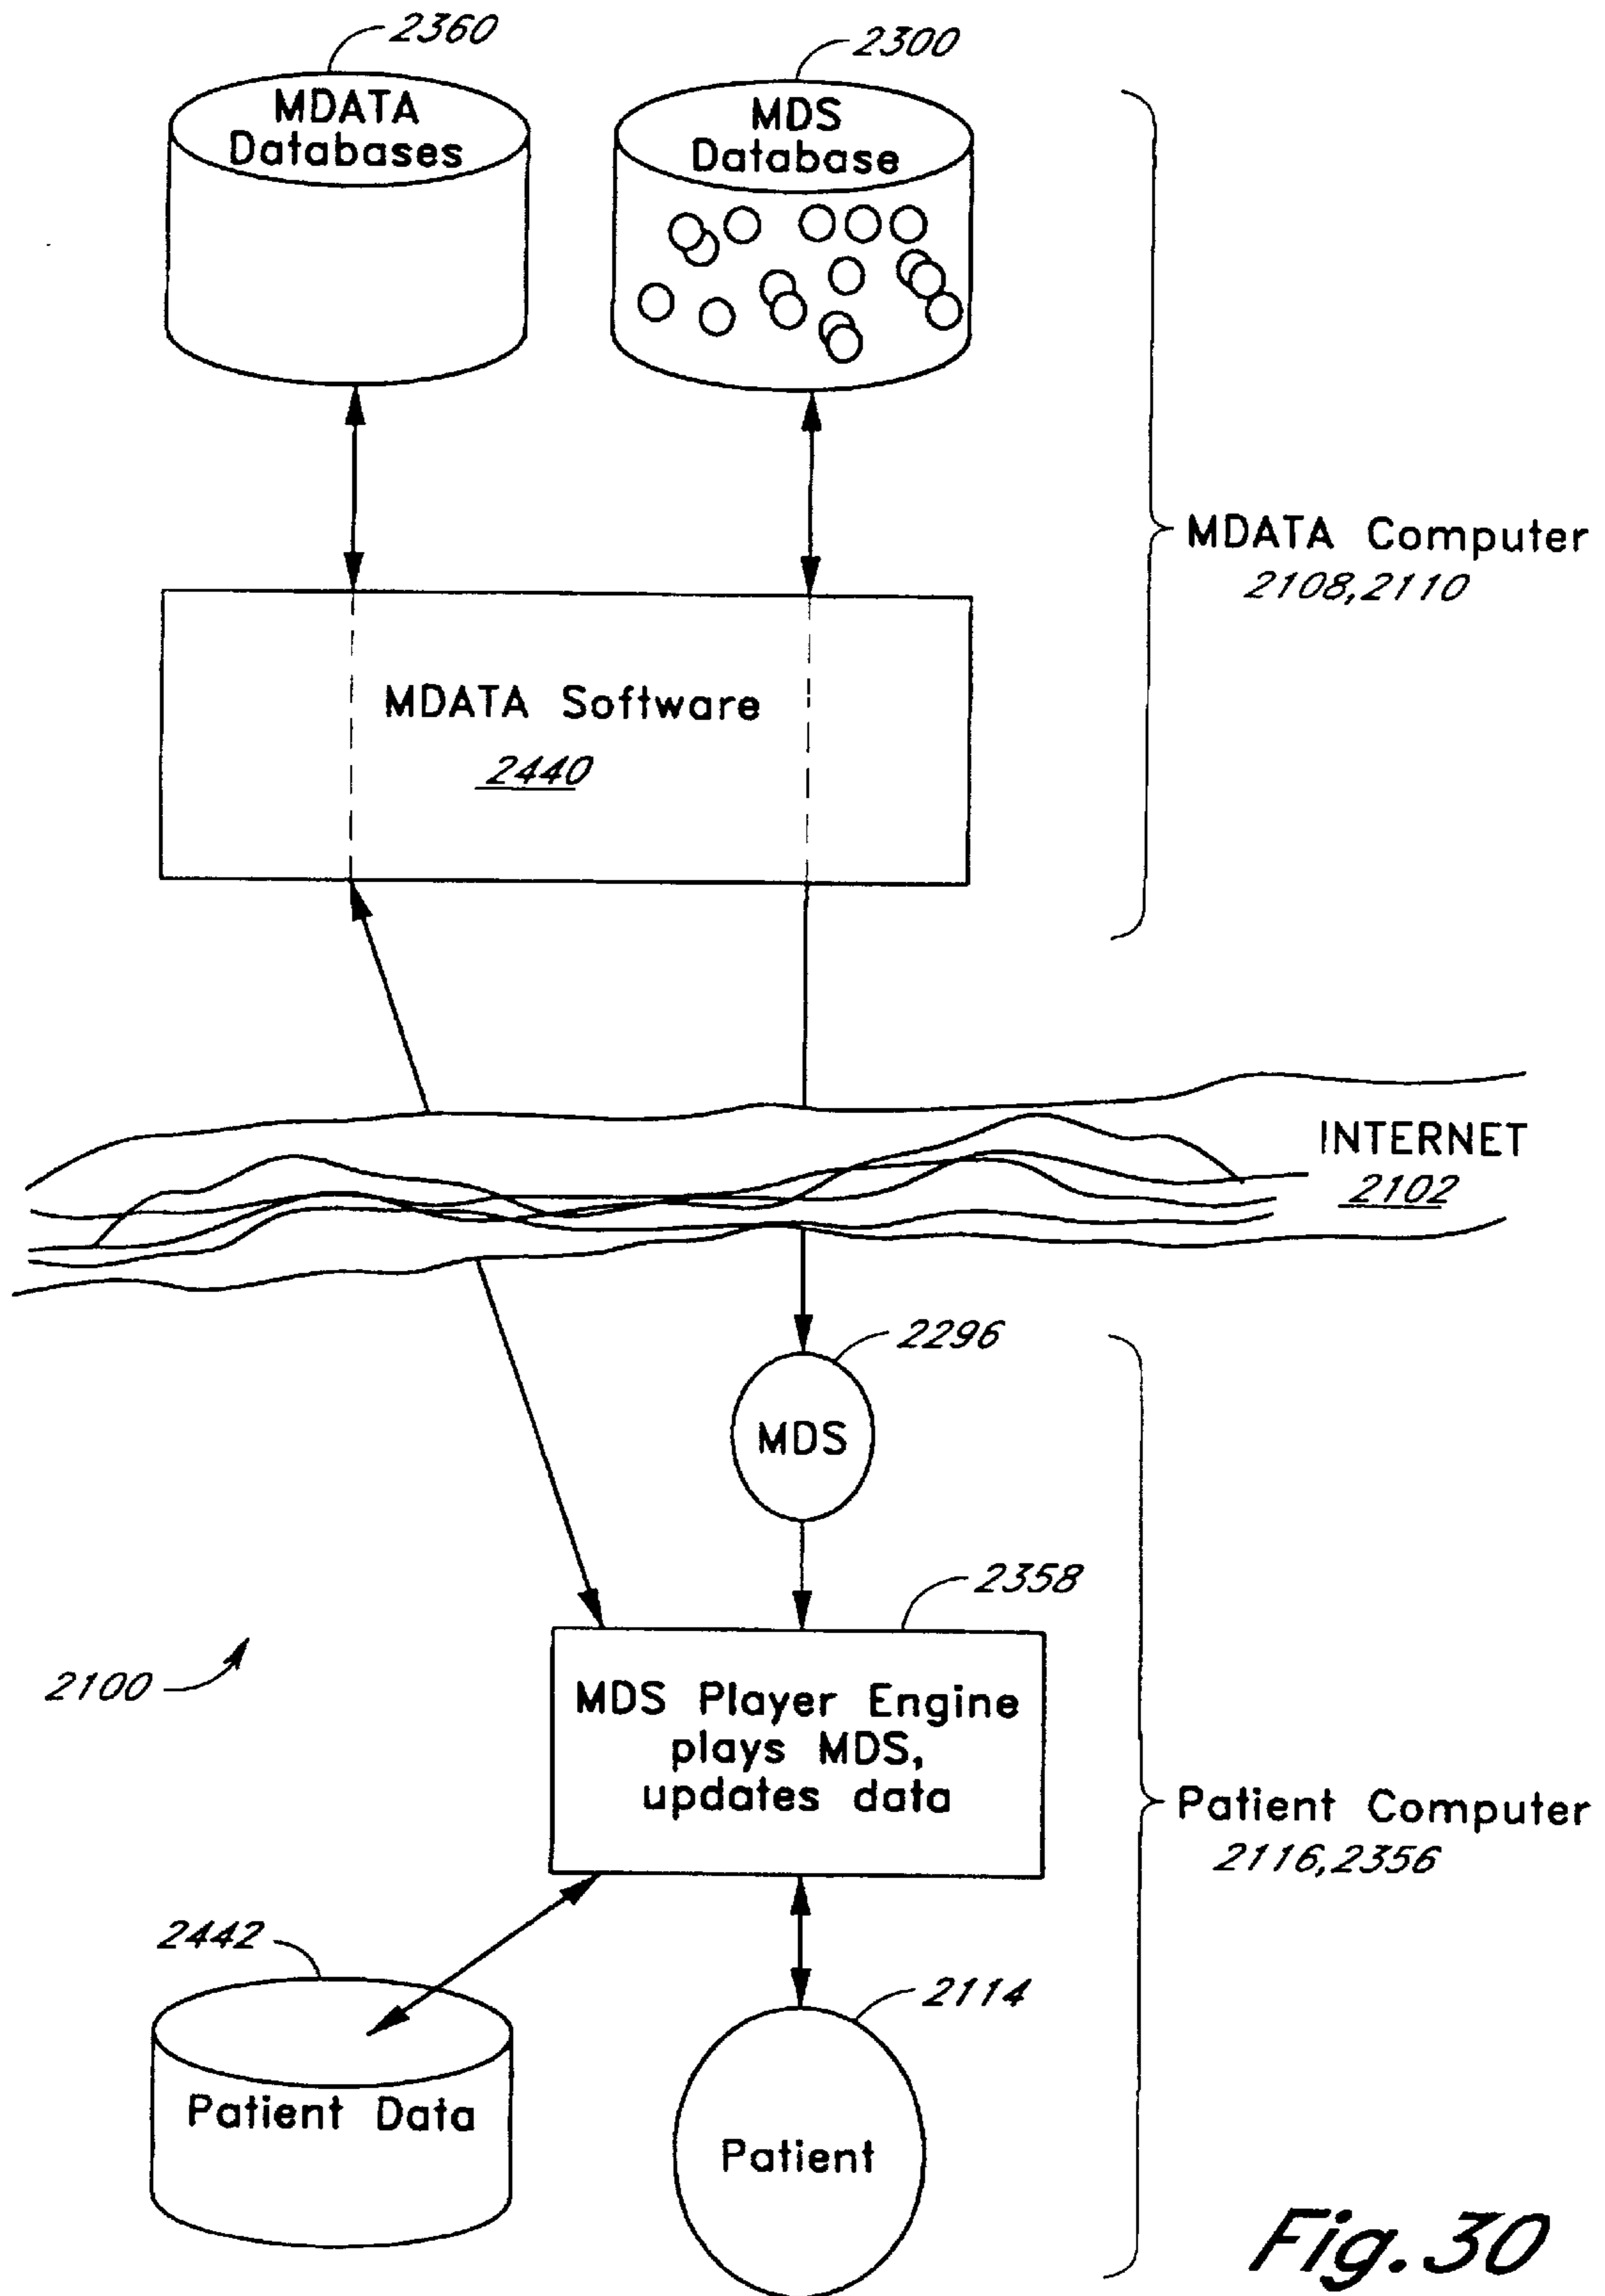 2360
2300
MDATA
Databases
MDS
Database
MDATA Computer
2108,2110
MDATA Software
2440
INTERNET
2102
2296
MDS
2358
2100
MDS Player Engine
plays MDS,
updates data
Patient Computer
2116,2356
2442
2114
Patient Data
Patient
Fig.30